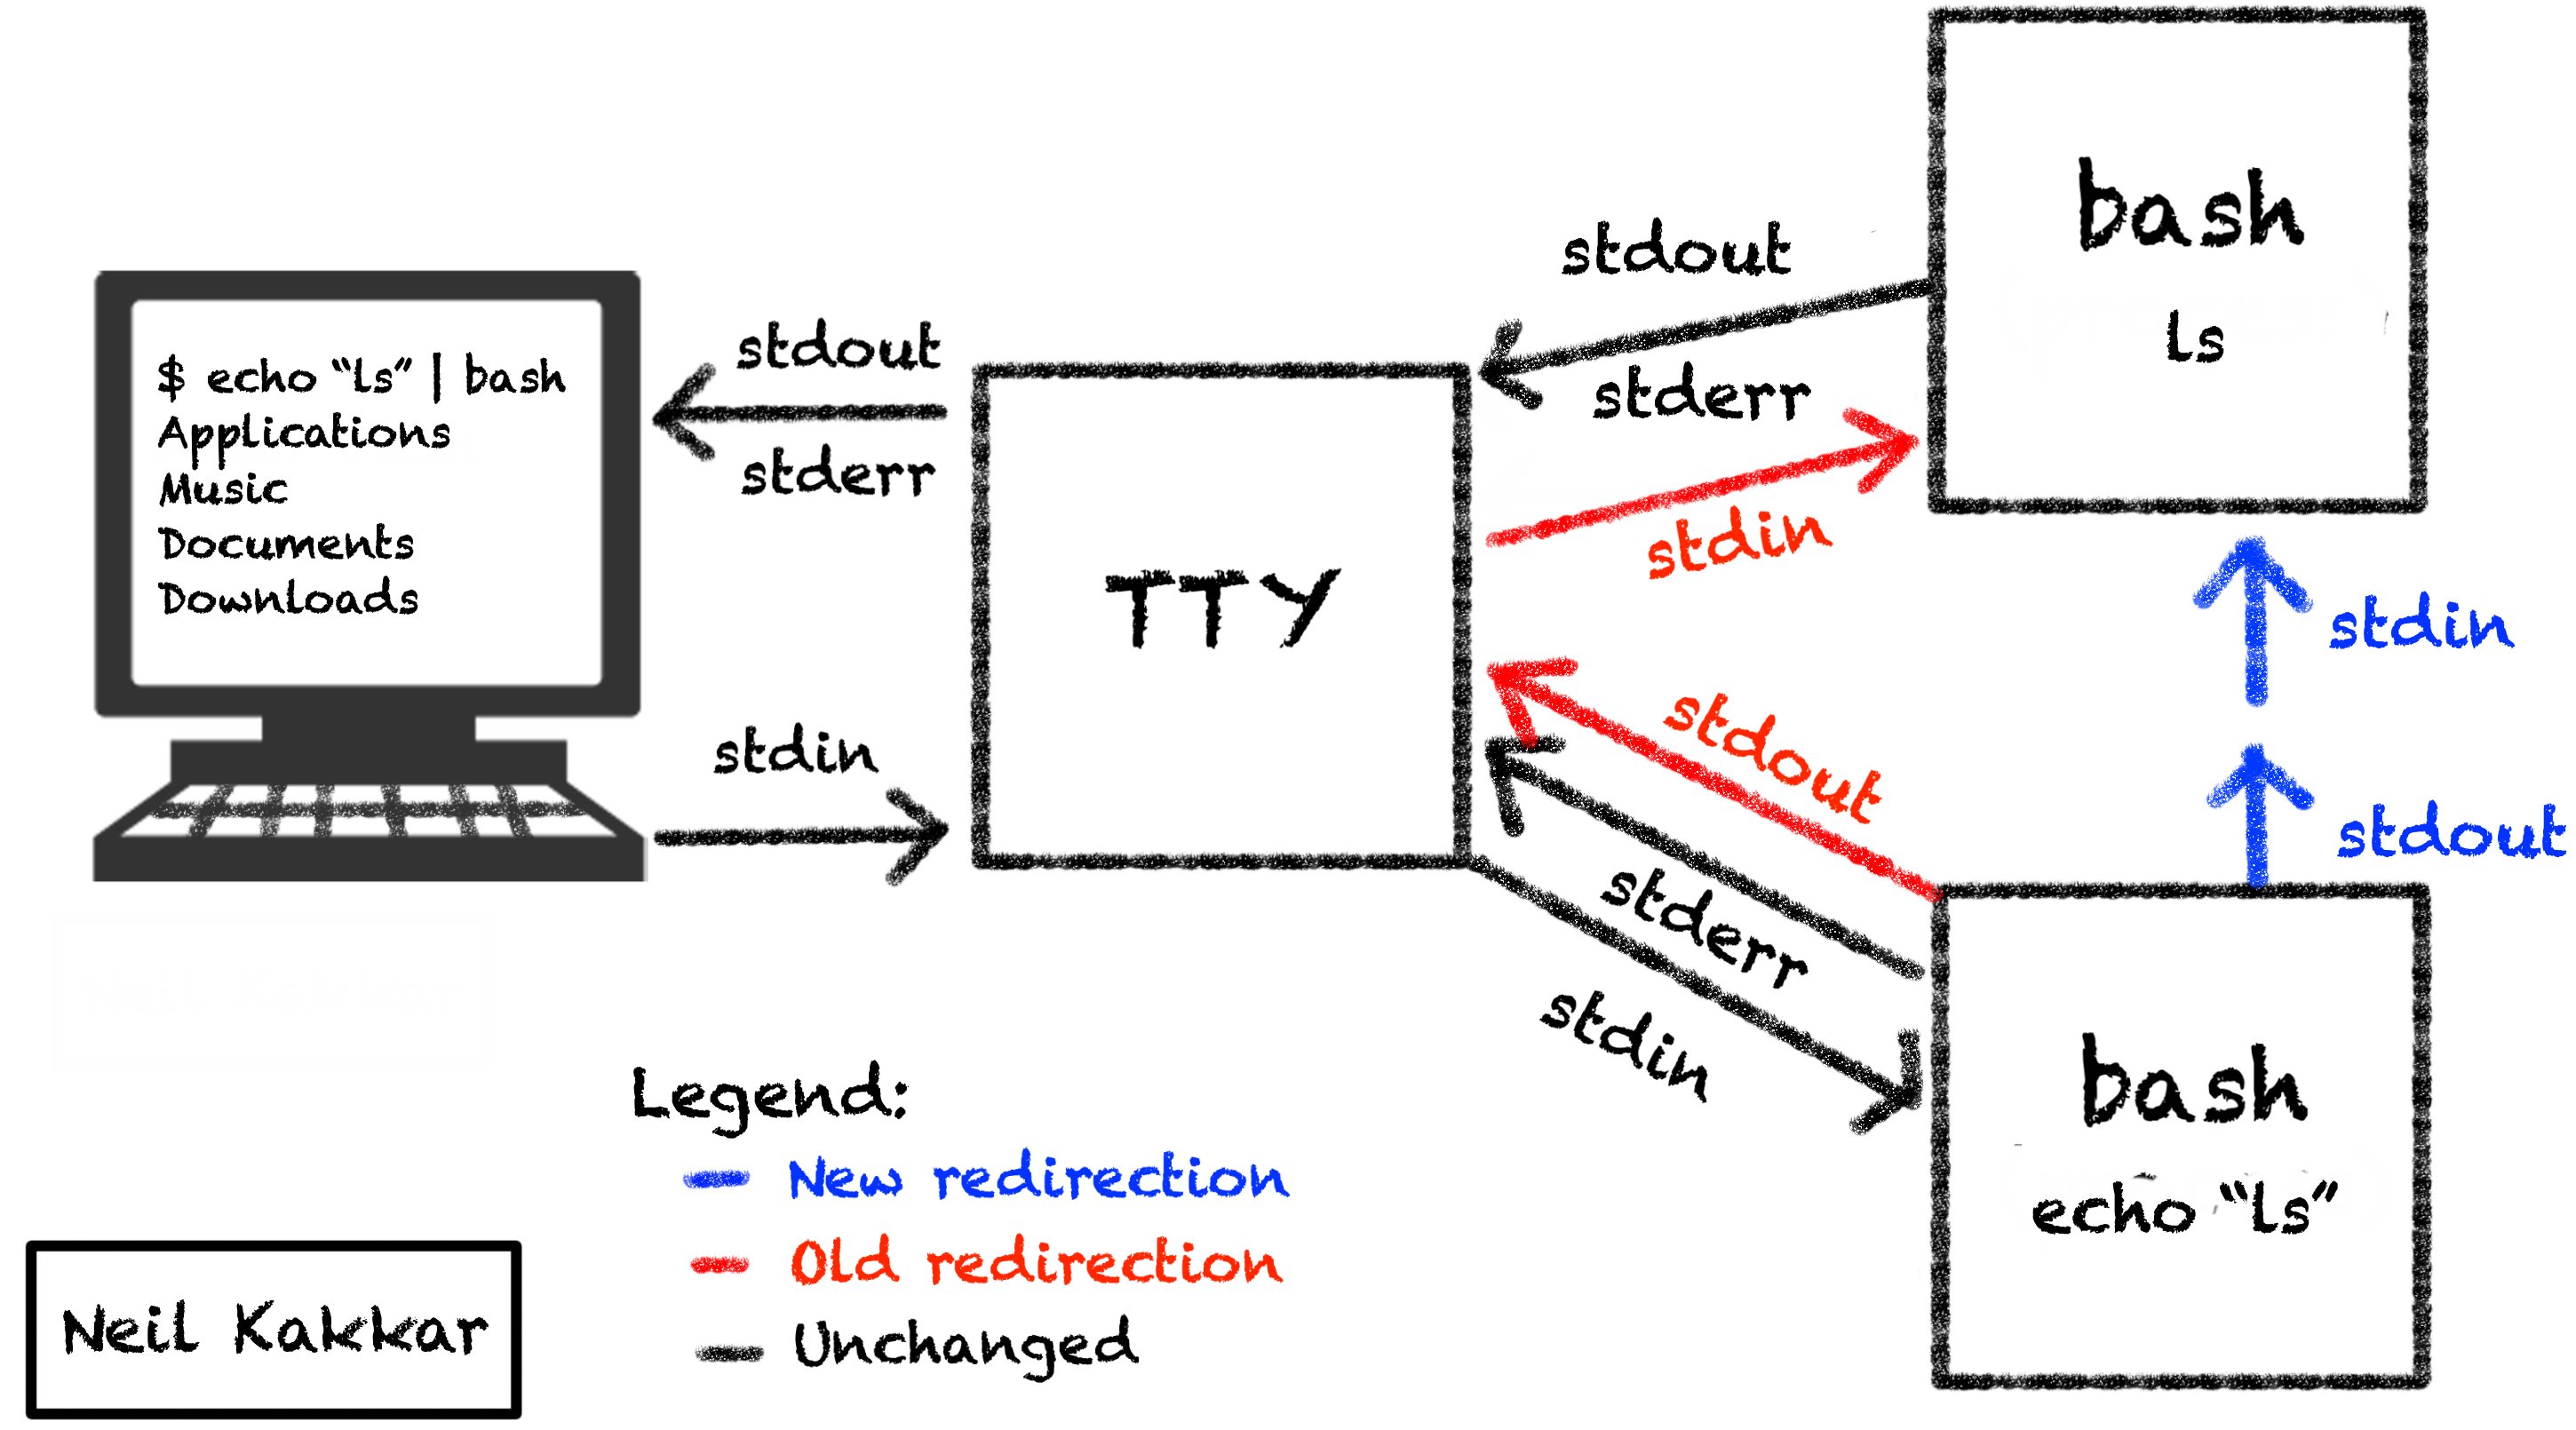 $ echo “ls” | bash
Applications
Music
Documents
Downloads
stdout
stderr
stdin
TTY
stdout
stderr
stdin
stdout
stderr
stdin
bash
ls
stdin
stdout
bash
echo “ls”
Legend:
New redirection
Old redirection
Unchanged
Neil Kakkar